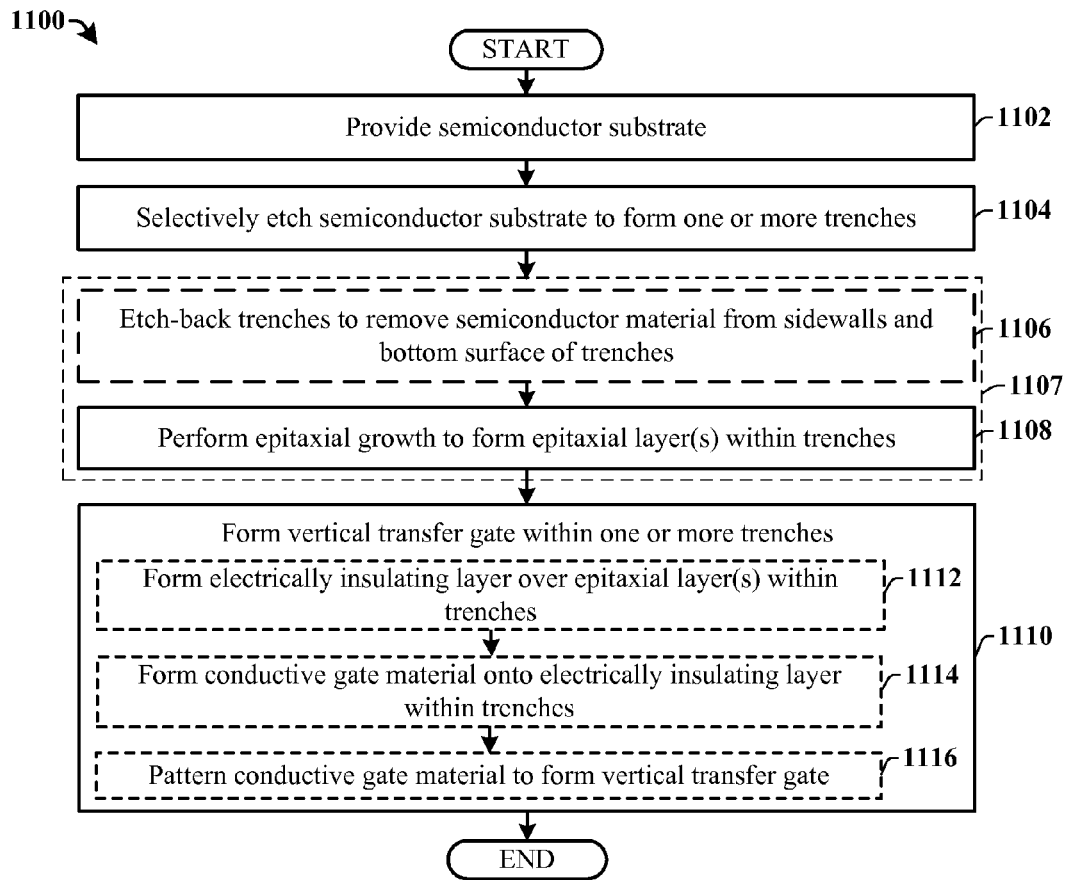 1100
START
Provide semiconductor substrate
1102
Selectively etch semiconductor substrate to form one or more trenches
1104
Etch-back trenches to remove semiconductor material from sidewalls and
bottom surface of trenches
1106
1107
Perform epitaxial growth to form epitaxial layer(s) within trenches
1108
Form vertical transfer gate within one or more trenches
Form electrically insulating layer over epitaxial layer(s) within
trenches
1112
1110
Form conductive gate material onto electrically insulating layer
within trenches
1114
Pattern conductive gate material to form vertical transfer gate
1116
END